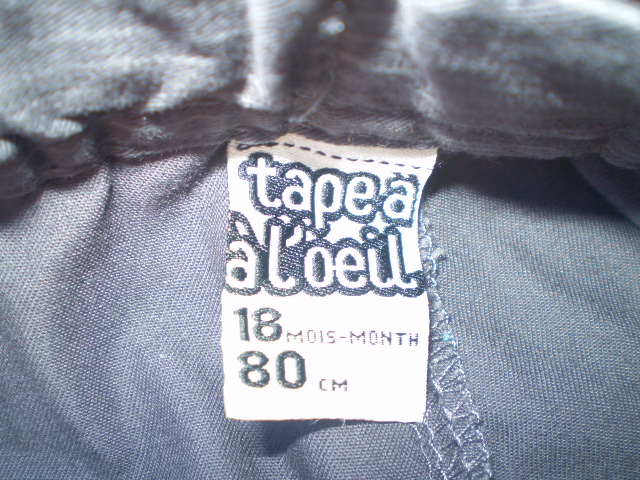 tape à
à l'oeil
18 MOIS-MONTH
80 CM